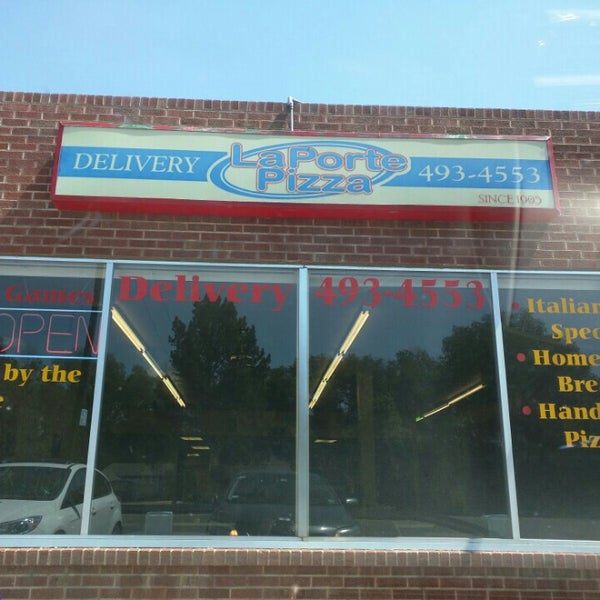 DELIVERY
LaPorte
Pizza
493-4553
SINCE
Games
OPEN
by the
Delivery 493-4553
• Italian
Spec
• Home
Bre
• Hand
Piz